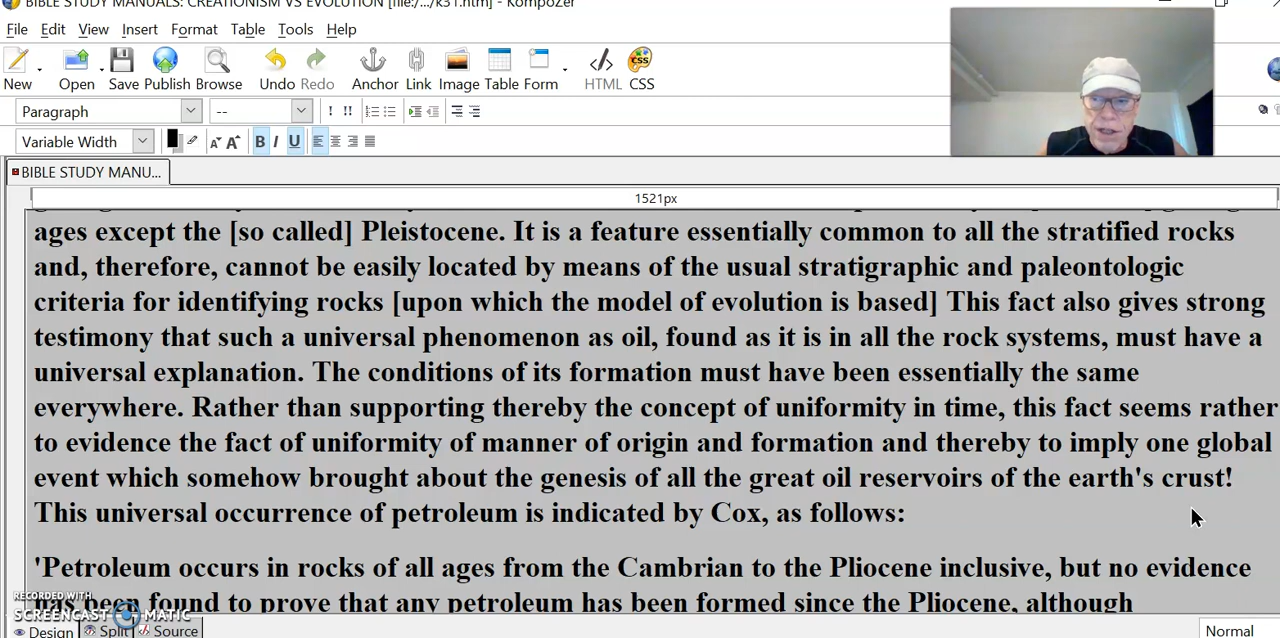 BIBLE STUDY MANUALS: CREATIONISM VS EVOLUTION [file:/.../k31.htm] - KompoZer
File Edit View Insert Format Table Tools Help
New Open Save Publish Browse Undo Redo Anchor Link Image Table Form HTML CSS
Paragraph -- ! !!
Variable Width A A B I U
BIBLE STUDY MANU...
1521px
ages except the [so called] Pleistocene. It is a feature essentially common to all the stratified rocks
and, therefore, cannot be easily located by means of the usual stratigraphic and paleontologic
criteria for identifying rocks [upon which the model of evolution is based] This fact also gives strong
testimony that such a universal phenomenon as oil, found as it is in all the rock systems, must have a
universal explanation. The conditions of its formation must have been essentially the same
everywhere. Rather than supporting thereby the concept of uniformity in time, this fact seems rather
to evidence the fact of uniformity of manner of origin and formation and thereby to imply one global
event which somehow brought about the genesis of all the great oil reservoirs of the earth's crust!
This universal occurrence of petroleum is indicated by Cox, as follows:
'Petroleum occurs in rocks of all ages from the Cambrian to the Pliocene inclusive, but no evidence
found to prove that any petroleum has been formed since the Pliocene, although
RECORDED WITH
SCREENCAST MATIC
Design Split Source Normal